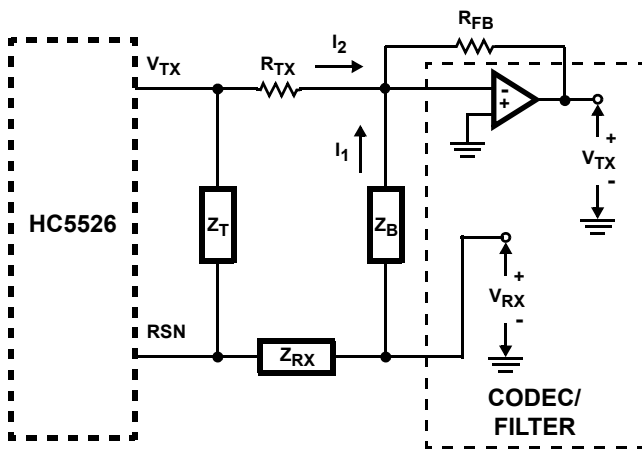 R_FB
V_TX
R_TX
I_2
-
+
+
V_TX
-
I_1
HC5526
Z_T
Z_B
+
V_RX
-
RSN
Z_RX
CODEC/
FILTER